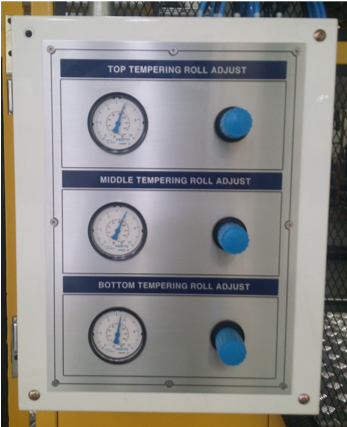 TOP TEMPERING ROLL ADJUST
MIDDLE TEMPERING ROLL ADJUST
BOTTOM TEMPERING ROLL ADJUST